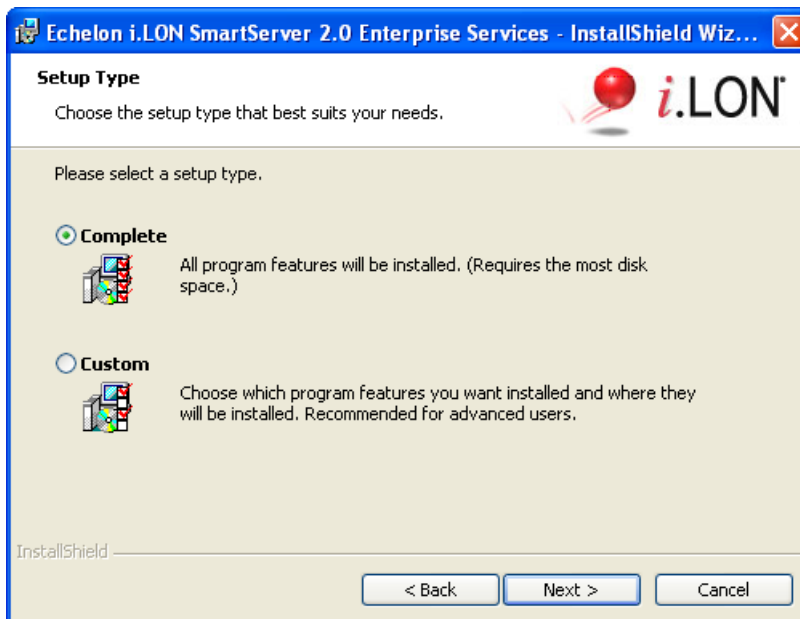 Echelon i.LON SmartServer 2.0 Enterprise Services - InstallShield Wiz...
Setup Type
Choose the setup type that best suits your needs.
i.LON
Please select a setup type.
Complete
All program features will be installed. (Requires the most disk
space.)
Custom
Choose which program features you want installed and where they
will be installed. Recommended for advanced users.
InstallShield
< Back
Next >
Cancel